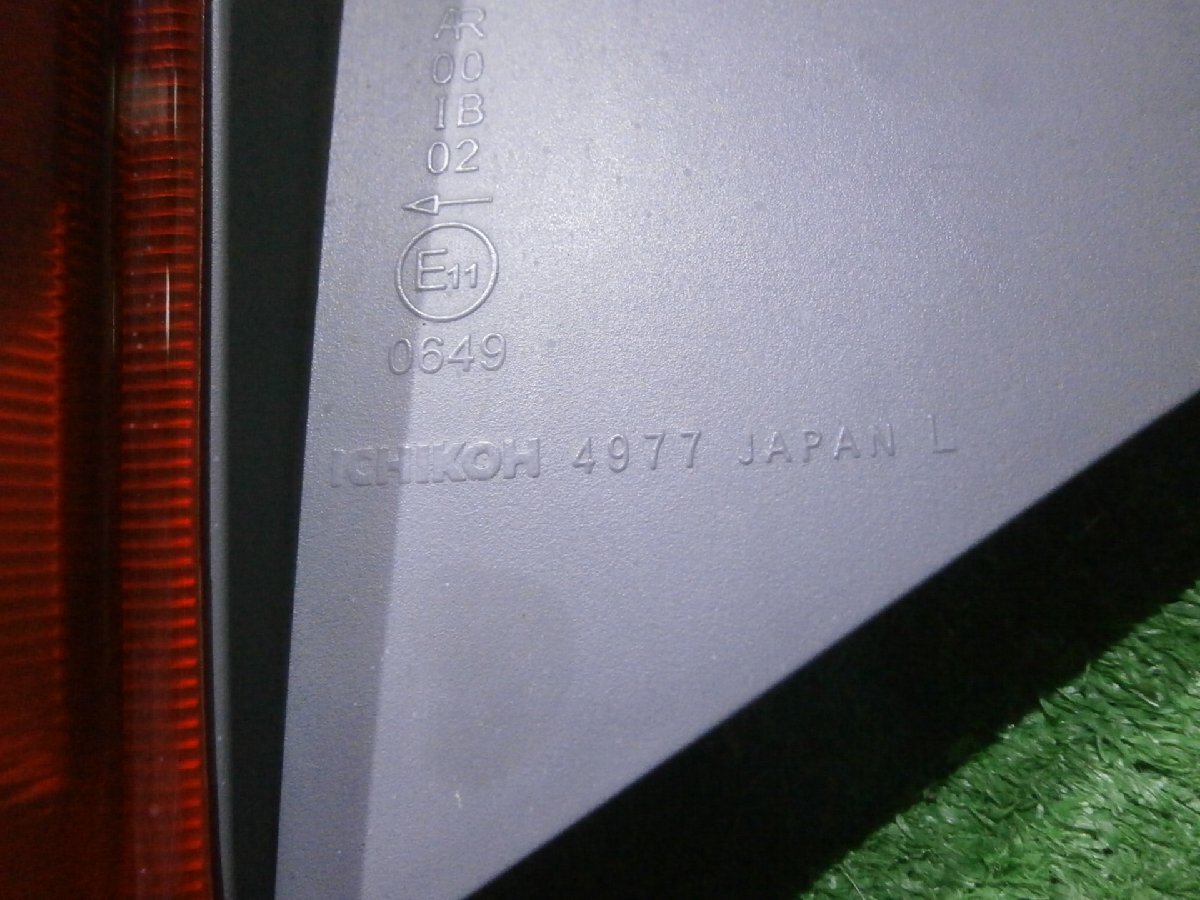 AR
00
IB
02
E11
0649
ICHIKOH 4977 JAPAN L